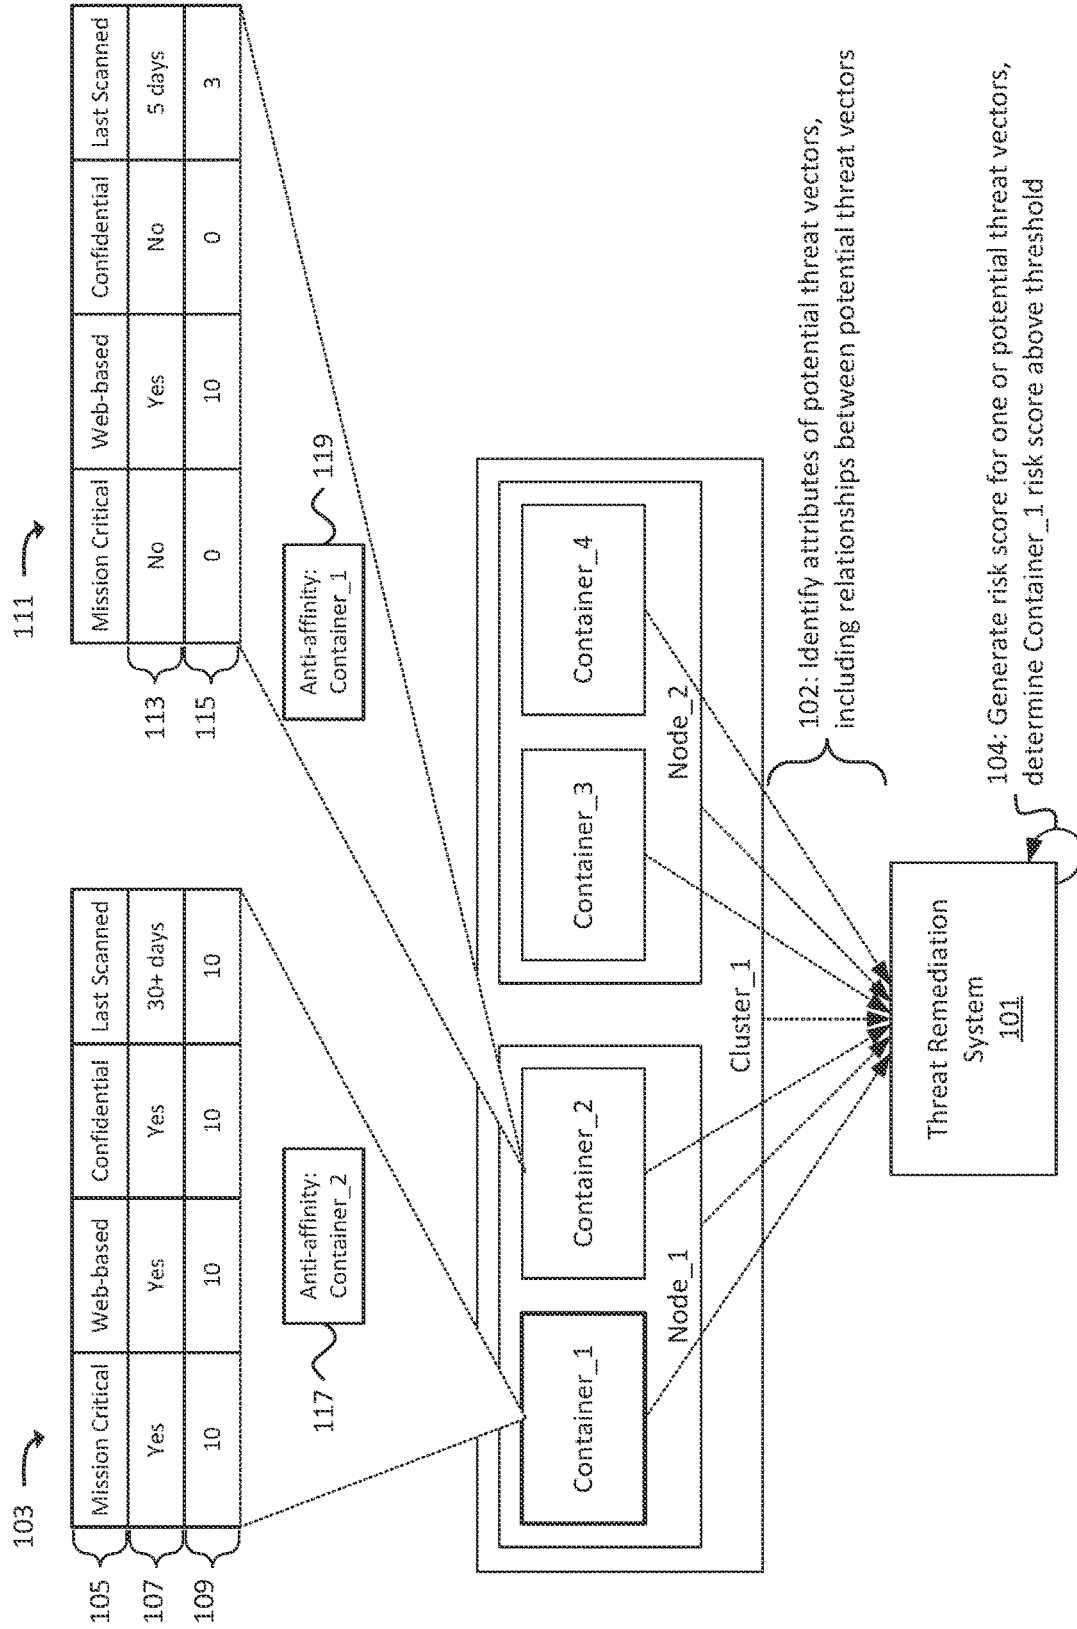 103
111
105
Mission Critical Web-based Confidential Last Scanned
107
Yes Yes Yes 30+ days
109
10 10 10 10
Mission Critical Web-based Confidential Last Scanned
113
No Yes No 5 days
115
0 10 0 3
117
Anti-affinity:
Container_2
Anti-affinity:
Container_1
119
Container_1
Container_2
Container_3
Container_4
Node_1
Node_2
Cluster_1
102: Identify attributes of potential threat vectors,
including relationships between potential threat vectors
Threat Remediation
System
101
104: Generate risk score for one or potential threat vectors,
determine Container_1 risk score above threshold